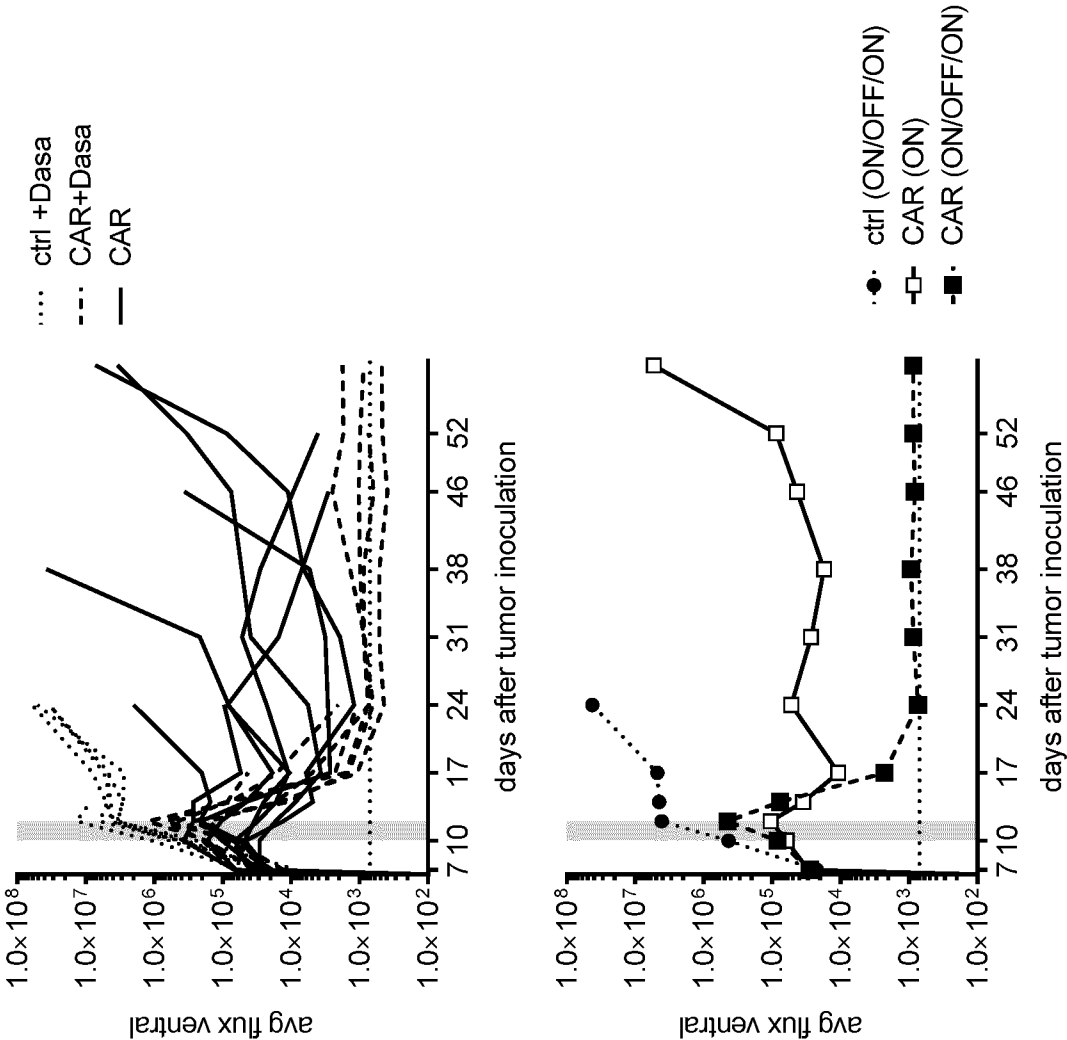 ctrl +Dasa
CAR+Dasa
CAR
avg flux ventral
1.0×10⁸
1.0×10⁷
1.0×10⁶
1.0×10⁵
1.0×10⁴
1.0×10³
1.0×10²
7 10 17 24 31 38 46 52
days after tumor inoculation
ctrl (ON/OFF/ON)
CAR (ON)
CAR (ON/OFF/ON)
avg flux ventral
1.0×10⁸
1.0×10⁷
1.0×10⁶
1.0×10⁵
1.0×10⁴
1.0×10³
1.0×10²
7 10 17 24 31 38 46 52
days after tumor inoculation